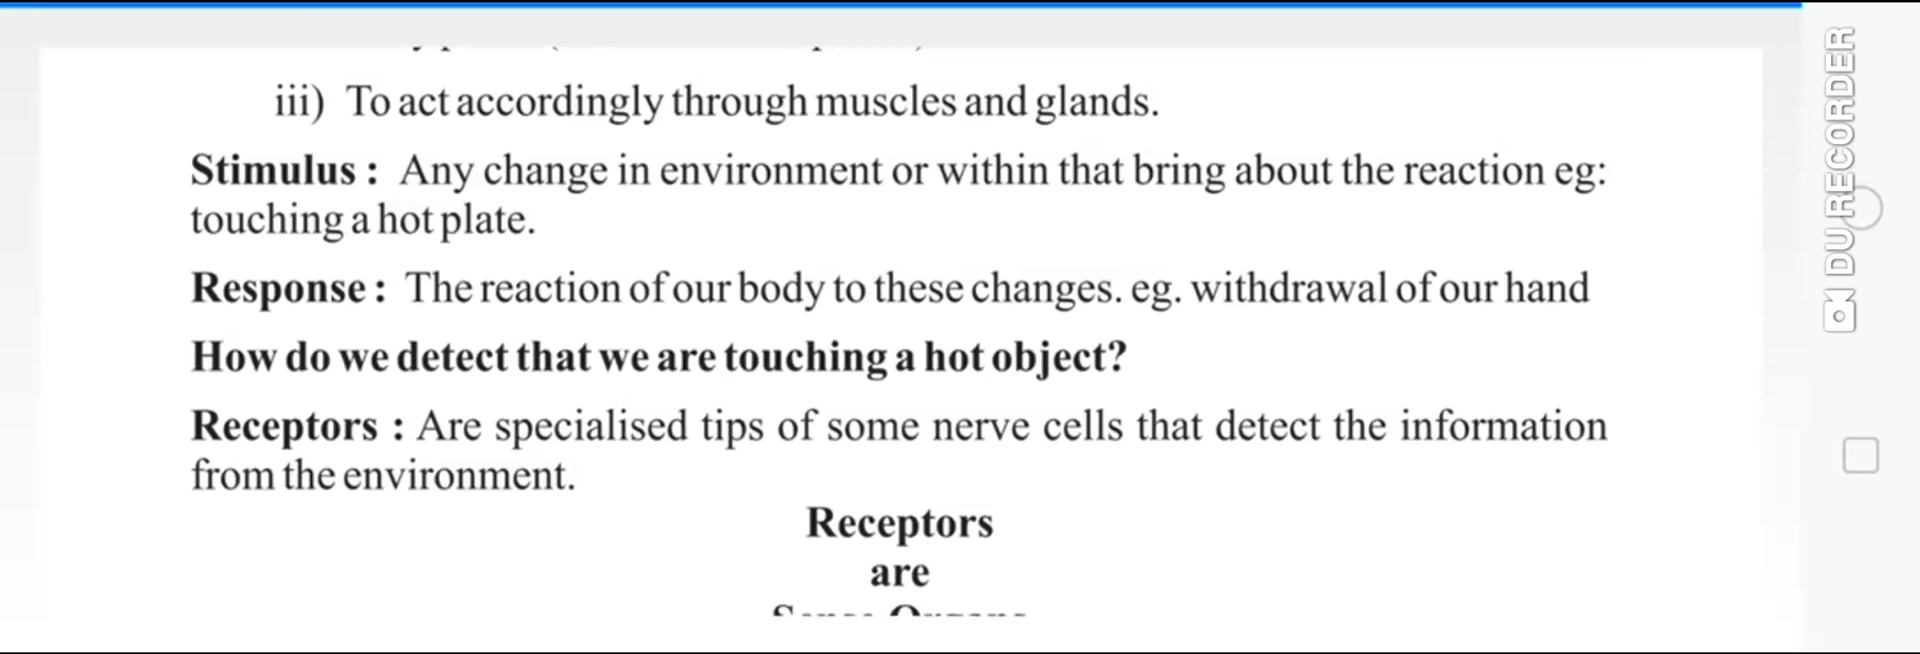 iii) To act accordingly through muscles and glands.
Stimulus : Any change in environment or within that bring about the reaction eg:
touching a hot plate.
Response : The reaction of our body to these changes. eg. withdrawal of our hand
How do we detect that we are touching a hot object?
Receptors : Are specialised tips of some nerve cells that detect the information
from the environment.
Receptors
are
DU RECORDER